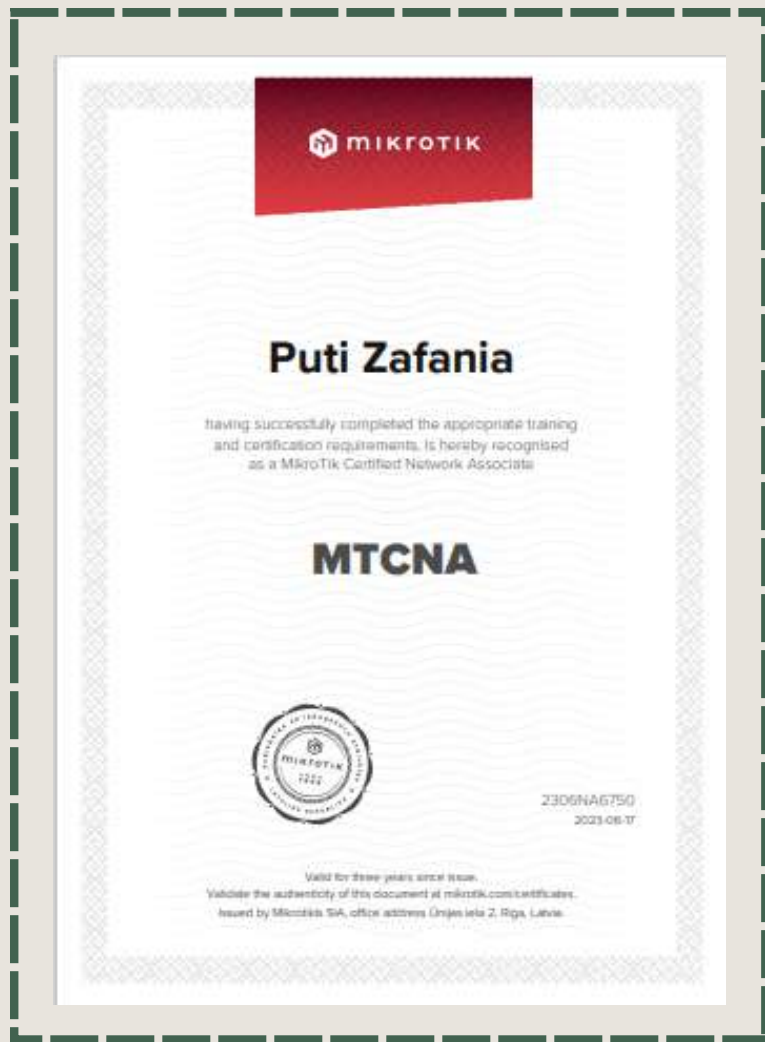 mikrotik
Puti Zafania
having successfully completed the appropriate training
and certification requirements, is hereby recognised
as a MikroTik Certified Network Associate
MTCNA
mikrotik
2306NA6750
2023-06-17
Valid for three years since issue.
Validate the authenticity of this document at mikrotik.com/certificates.
Issued by Mikrotikls SIA, office address Ūnijas iela 2, Riga, Latvia.